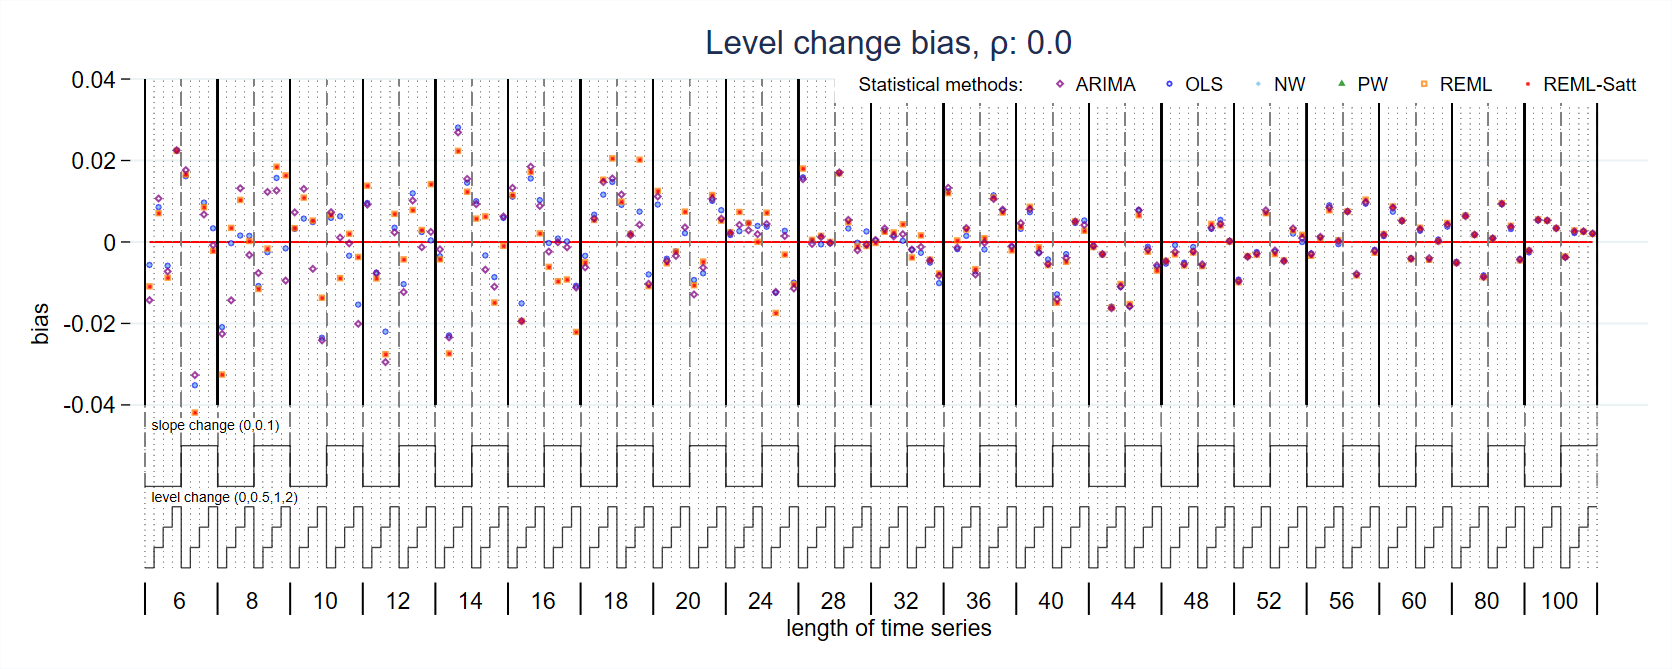 Level change bias, ρ: 0.0
Statistical methods: ARIMA OLS NW PW REML REML-Satt
0.04
0.02
0
-0.02
-0.04
bias
slope change (0,0.1)
level change (0,0.5,1,2)
6 8 10 12 14 16 18 20 24 28 32 36 40 44 48 52 56 60 80 100
length of time series